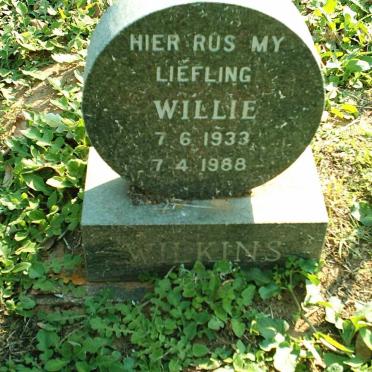 HIER RUS MY
LIEFLING
WILLIE
7.6.1933
7.4.1988
WILKINS